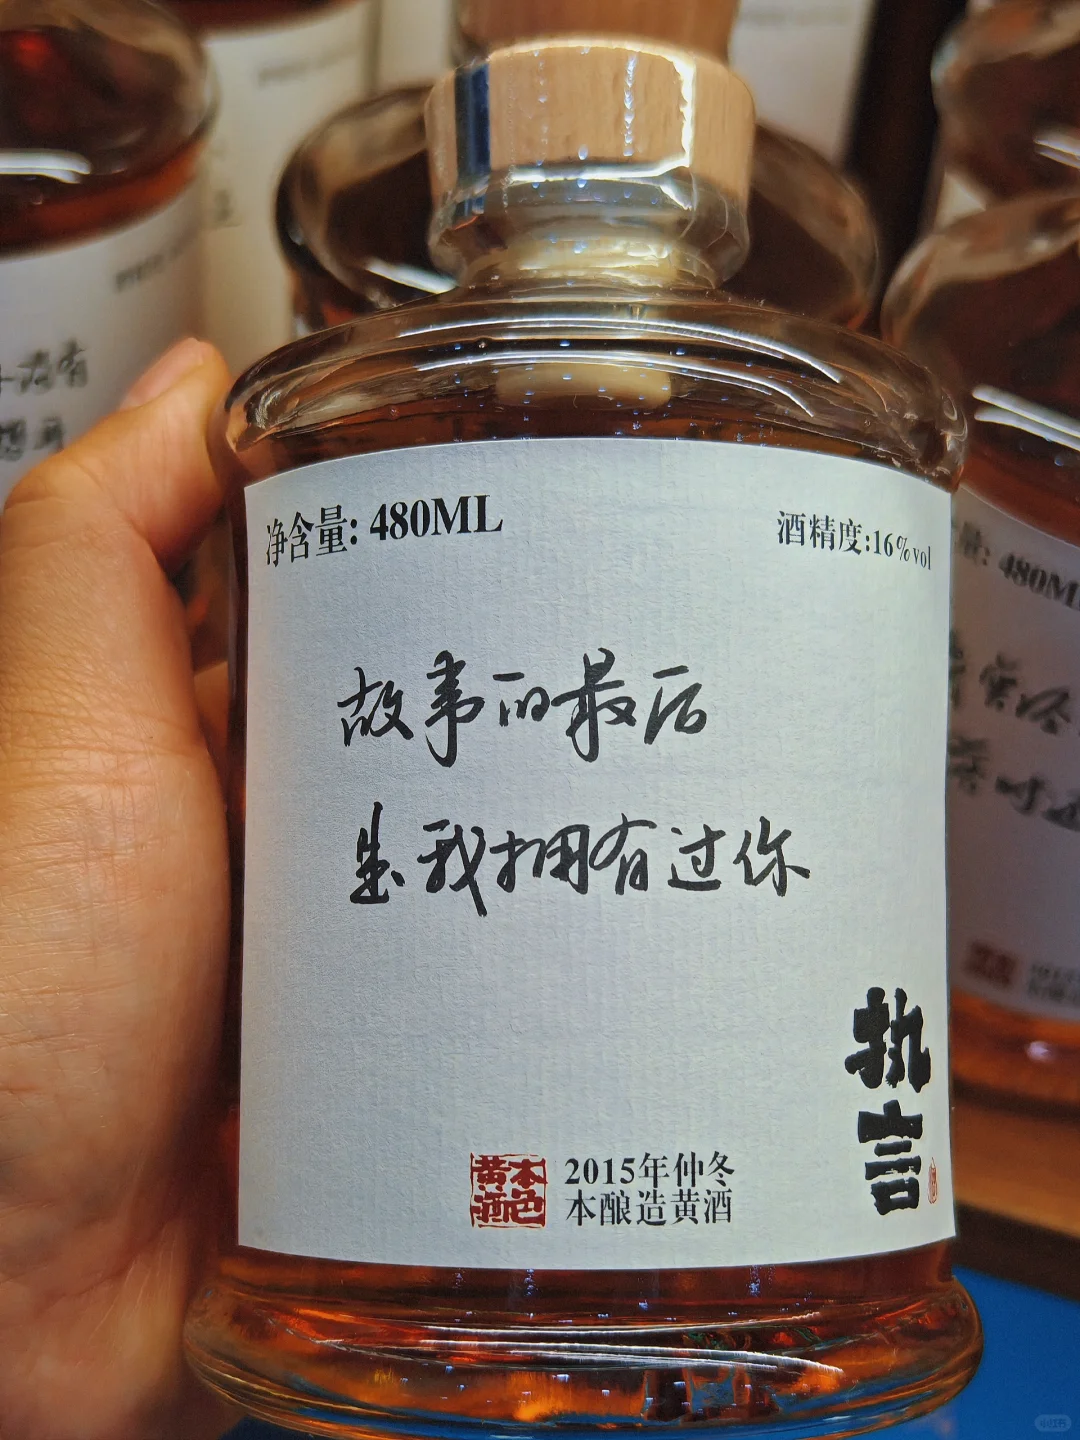 净含量: 480ML
酒精度:16%vol
故事的最后
是我拥有过你
执言
本色
黄酒
2015年仲冬
本酿造黄酒
480M